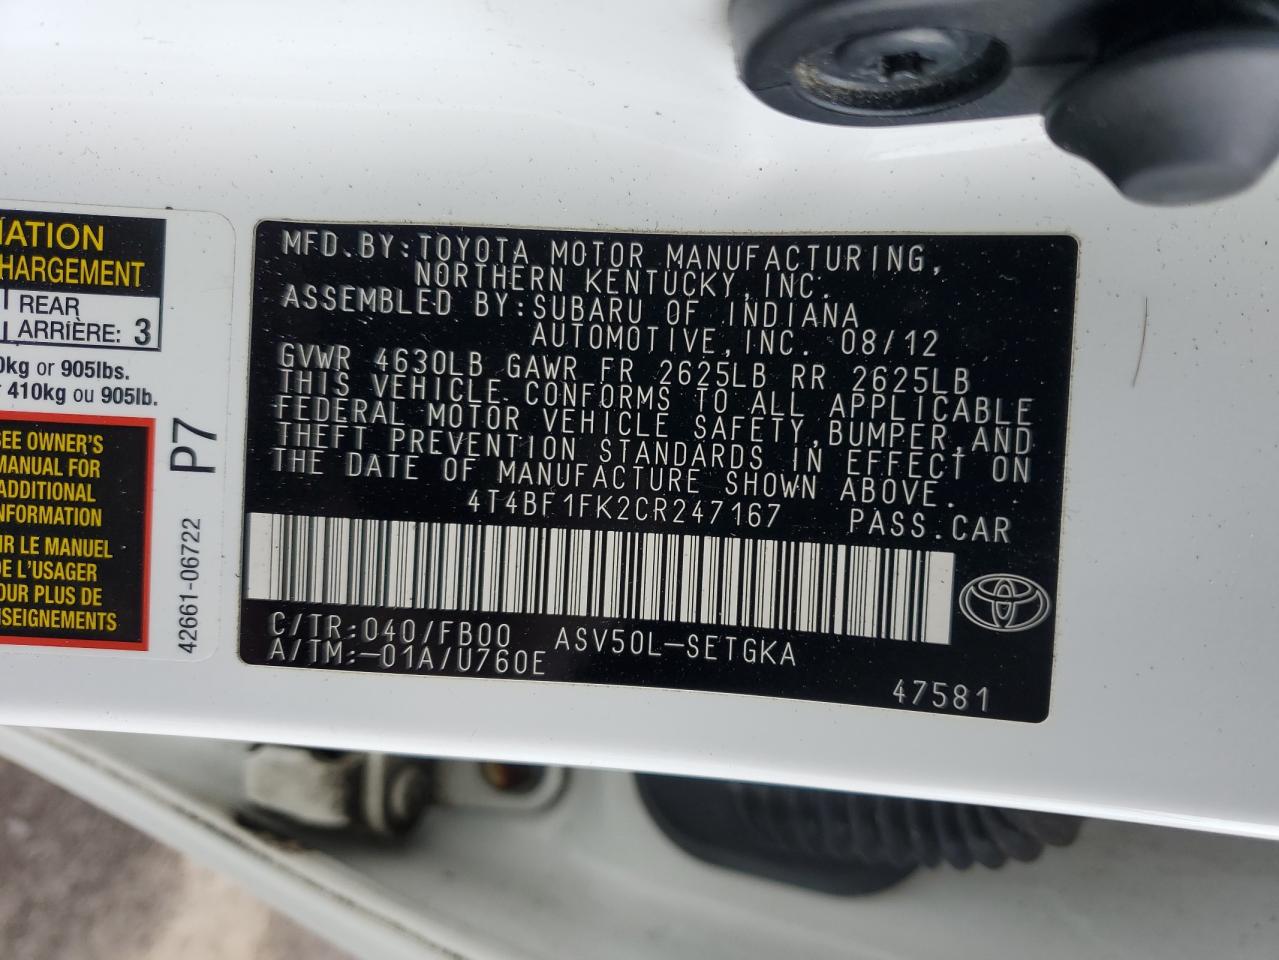 IATION
HARGEMENT
REAR
ARRIÈRE: 3
0kg or 905lbs.
410kg ou 905lb.
SEE OWNER'S
MANUAL FOR
ADDITIONAL
NFORMATION
IR LE MANUEL
DE L'USAGER
OUR PLUS DE
NSEIGNEMENTS
P7
42661-06722
MFD.BY:TOYOTA MOTOR MANUFACTURING,
NORTHERN KENTUCKY,INC.
ASSEMBLED BY:SUBARU OF INDIANA
AUTOMOTIVE,INC. 08/12
GVWR 4630LB GAWR FR 2625LB RR 2625LB
THIS VEHICLE CONFORMS TO ALL APPLICABLE
FEDERAL MOTOR VEHICLE SAFETY,BUMPER,AND
THEFT PREVENTION STANDARDS IN EFFECT ON
THE DATE OF MANUFACTURE SHOWN ABOVE.
4T4BF1FK2CR247167 PASS.CAR
C/TR:040/FB00 ASV50L-SETGKA
A/TM:-01A/U760E
47581